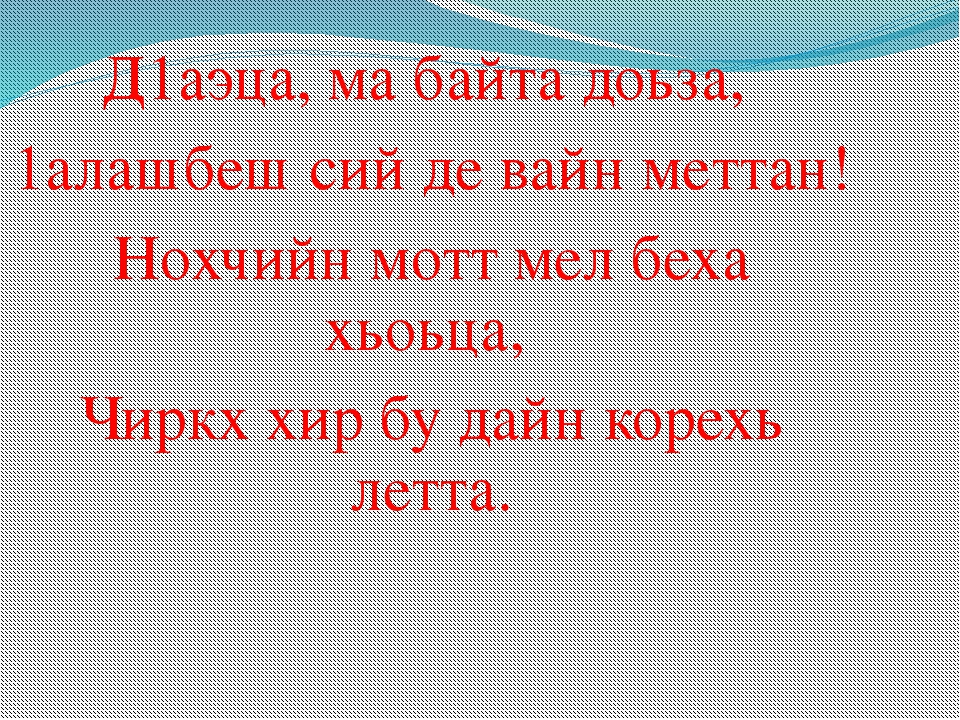 Д1аэца, ма байта доьза,
1алашбеш сий де вайн меттан!
Нохчийн мотт мел беха
хьоьца,
Чиркх хир бу дайн корехь
летта.